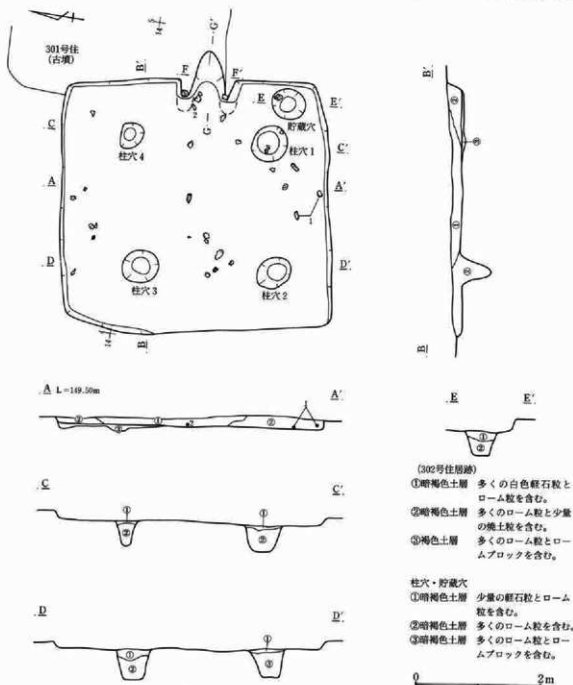 301号住
(古墳)
B′
F
F′
G′
G
E
E′
2
貯蔵穴
C
C′
柱穴4
柱穴1
A
A′
1
D
D′
柱穴3
柱穴2
B
B′
①
②
③
B
A L=149.50m
A′
E
E′
C
C′
D
D′
(302号住居跡)
①暗褐色土層 多くの白色軽石粒と
ローム粒を含む。
②暗褐色土層 多くのローム粒と少量
の焼土粒を含む。
③褐色土層 多くのローム粒とロー
ムブロックを含む。
柱穴・貯蔵穴
①暗褐色土層 少量の軽石粒とローム
粒を含む。
②暗褐色土層 多くのローム粒を含む。
③暗褐色土層 多くのローム粒とロー
ムブロックを含む。
0 2m